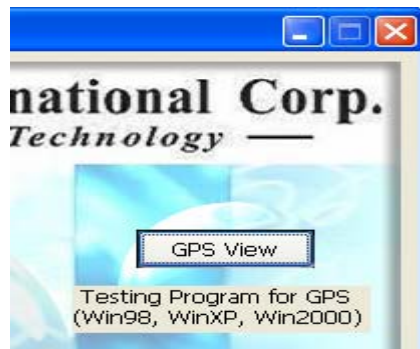 national Corp.
Technology
GPS View
Testing Program for GPS
(Win98, WinXP, Win2000)